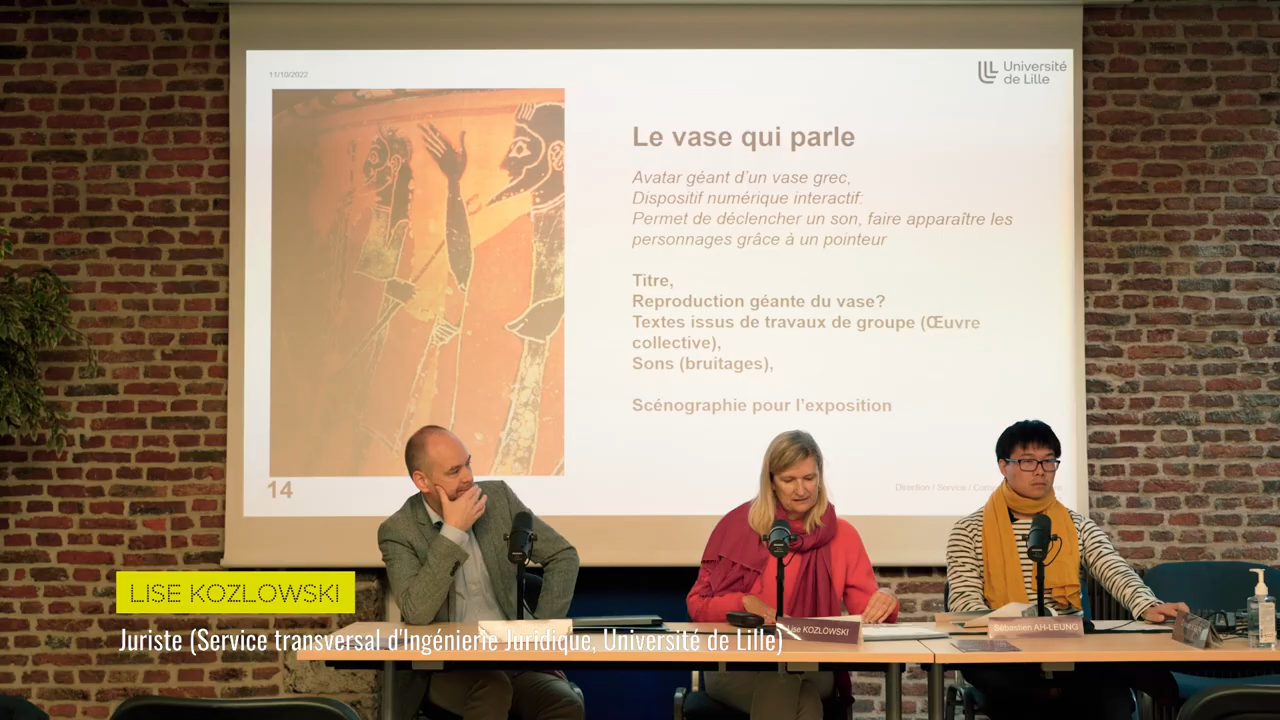 11/10/2022
Université
de Lille
Le vase qui parle
Avatar géant d'un vase grec,
Dispositif numérique interactif:
Permet de déclencher un son, faire apparaître les
personnages grâce à un pointeur
Titre,
Reproduction géante du vase?
Textes issus de travaux de groupe (Œuvre
collective),
Sons (bruitages),
Scénographie pour l'exposition
14
Direction / Service /
LISE KOZLOWSKI
Juriste (Service transversal d'Ingénierie Juridique, Université de Lille)
Lise KOZLOWSKI
Sébastien AH-LEUNG